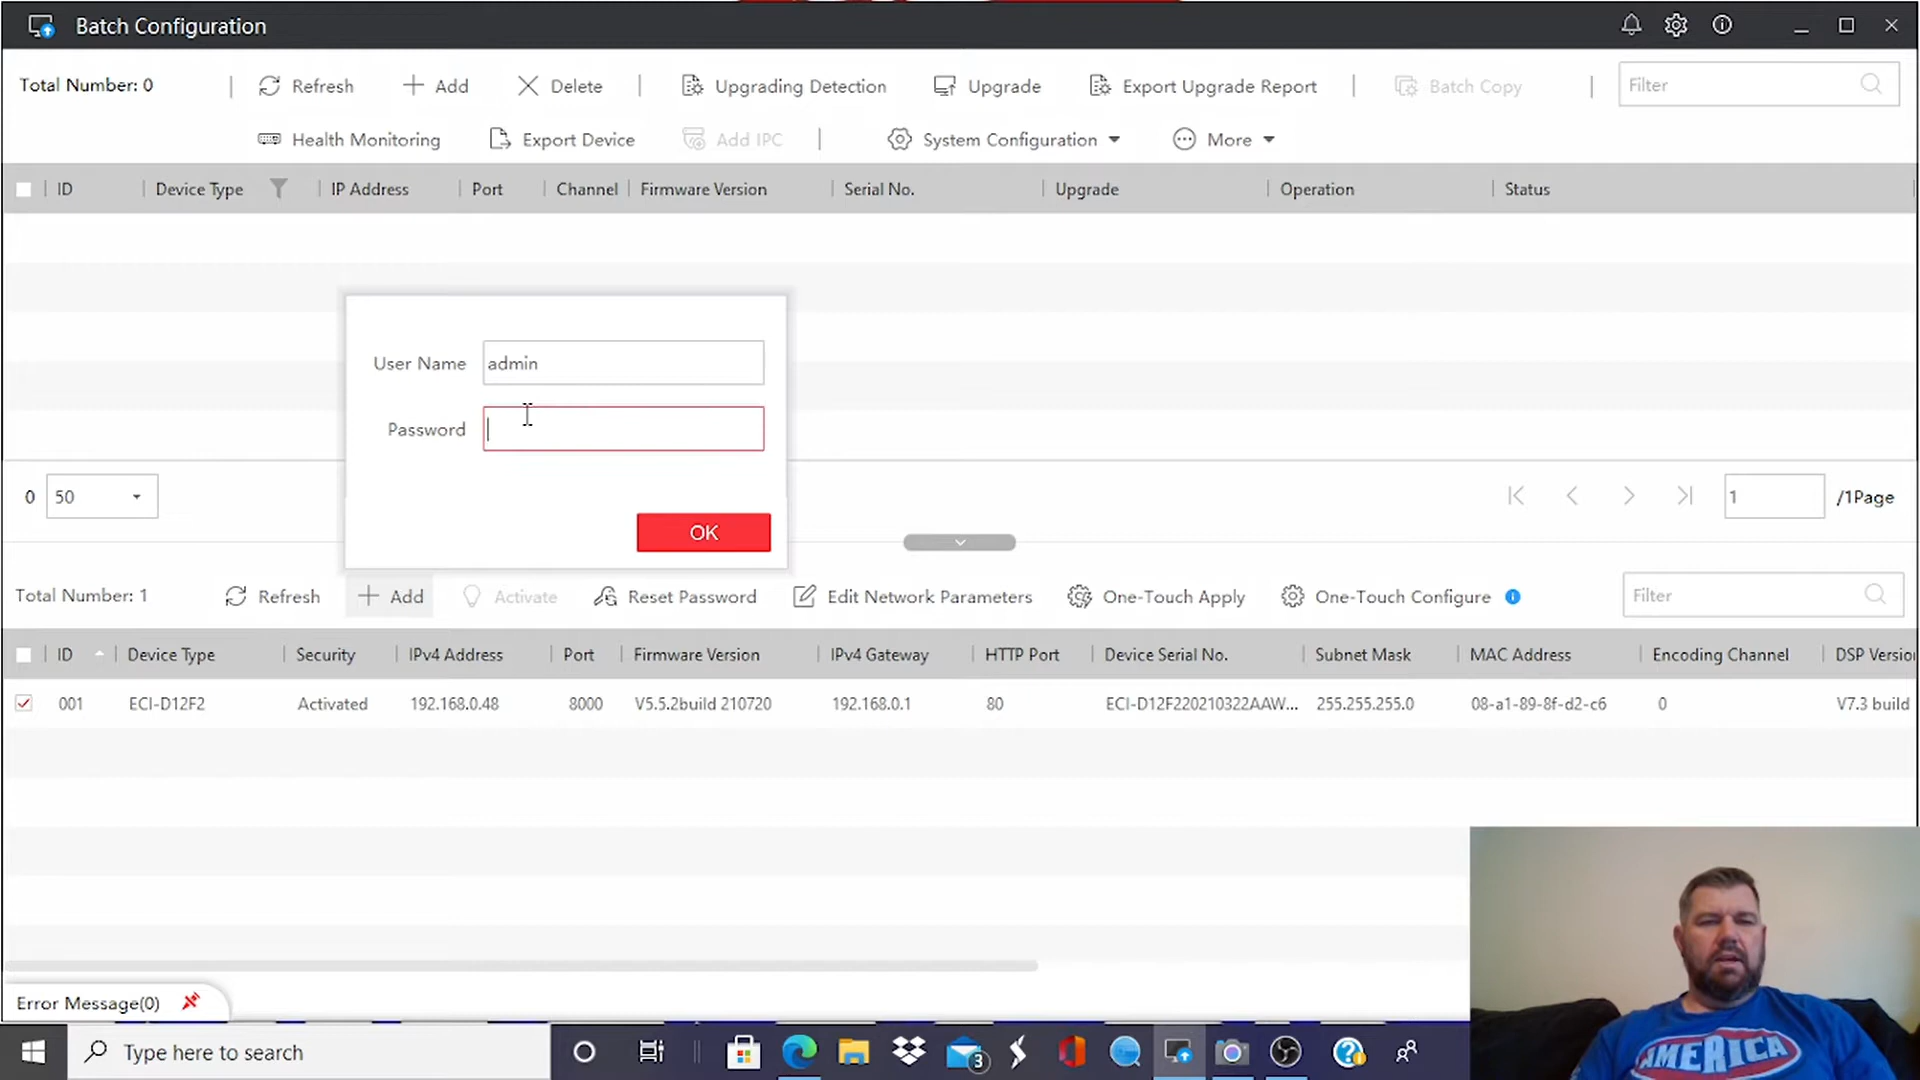 Batch Configuration
Total Number: 0
Refresh
Add
Delete
Upgrading Detection
Upgrade
Export Upgrade Report
Batch Copy
Filter
Health Monitoring
Export Device
Add IPC
System Configuration
More
ID Device Type IP Address Port Channel Firmware Version Serial No. Upgrade Operation Status
User Name admin
Password
OK
0 50
1 /1Page
Total Number: 1
Refresh
Add
Activate
Reset Password
Edit Network Parameters
One-Touch Apply
One-Touch Configure
Filter
ID Device Type Security IPv4 Address Port Firmware Version IPv4 Gateway HTTP Port Device Serial No. Subnet Mask MAC Address Encoding Channel DSP Versio
001 ECI-D12F2 Activated 192.168.0.48 8000 V5.5.2build 210720 192.168.0.1 80 ECI-D12F220210322AAW... 255.255.255.0 08-a1-89-8f-d2-c6 0 V7.3 build
Error Message(0)
AMERICA
Type here to search
3